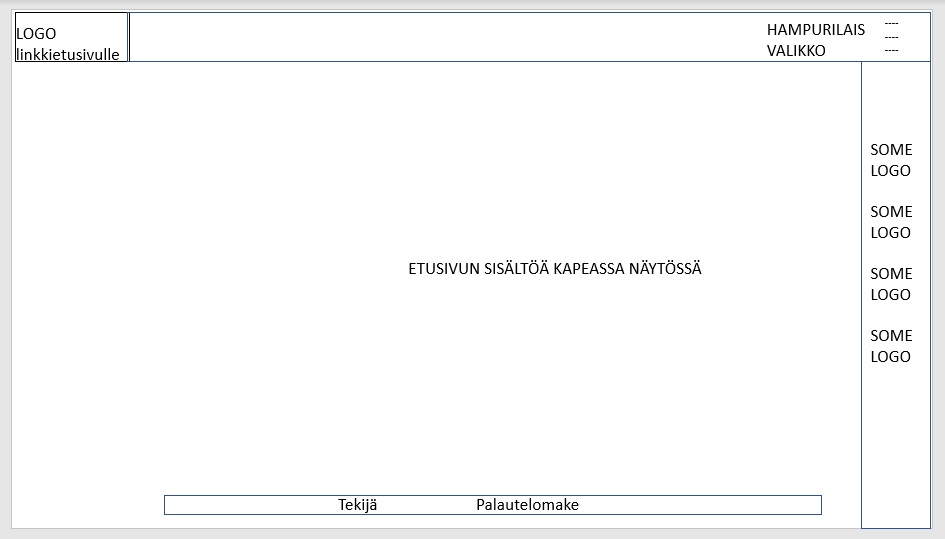 LOGO
linkkietusivulle
HAMPURILAIS
VALIKKO
----
----
----
SOME
LOGO
SOME
LOGO
SOME
LOGO
SOME
LOGO
ETUSIVUN SISÄLTÖÄ KAPEASSA NÄYTÖSSÄ
Tekijä Palautelomake